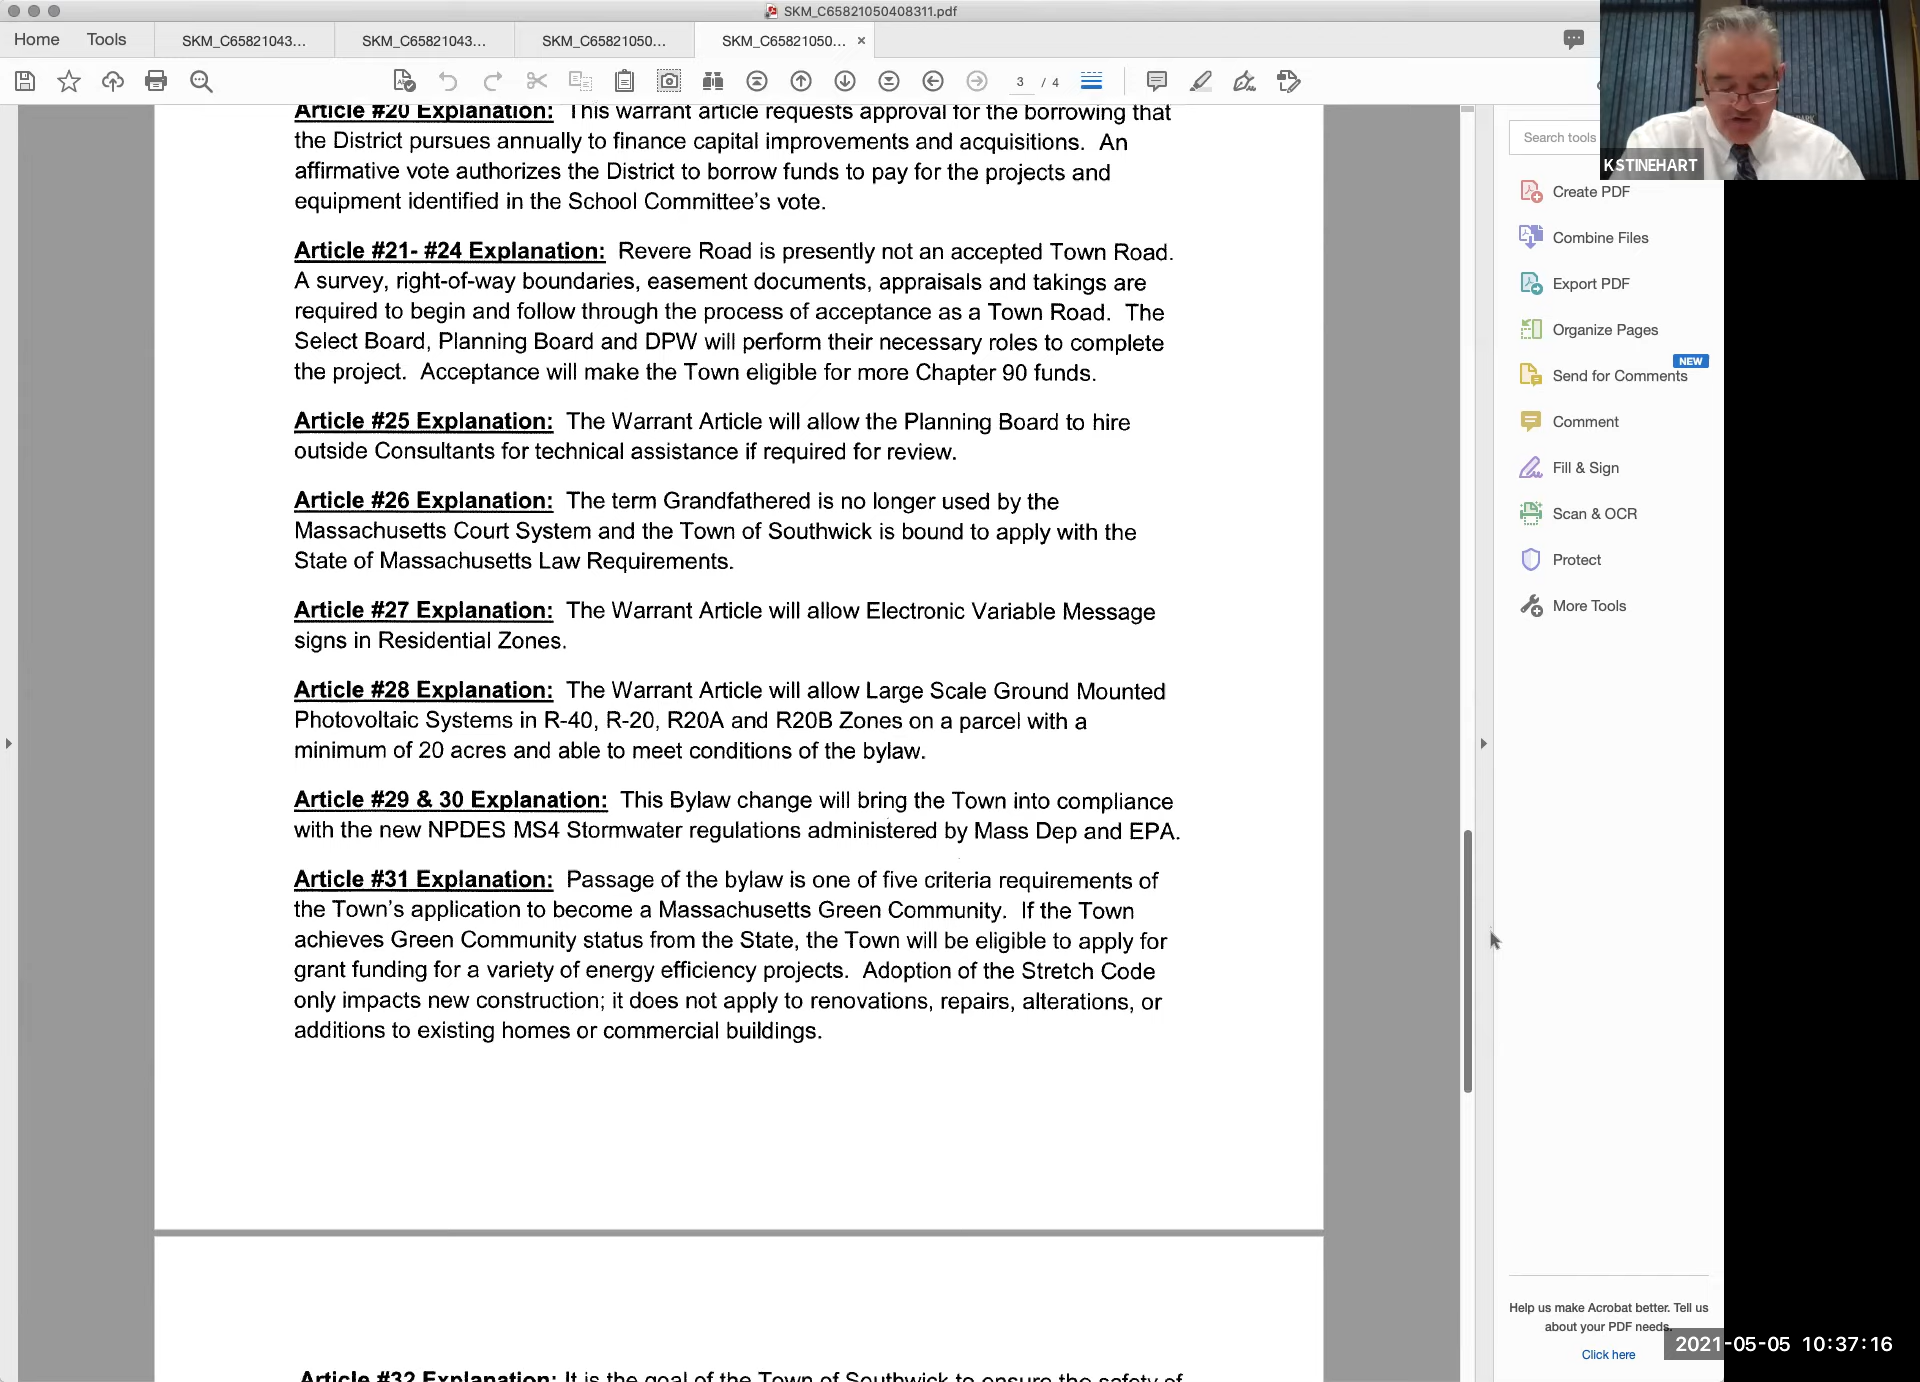 SKM_C65821050408311.pdf
Home Tools SKM_C65821043... SKM_C65821043... SKM_C65821050... SKM_C65821050... ×
3 / 4
Search tools
KSTINEHART
Article #20 Explanation: This warrant article requests approval for the borrowing that
the District pursues annually to finance capital improvements and acquisitions. An
affirmative vote authorizes the District to borrow funds to pay for the projects and
equipment identified in the School Committee's vote.
Article #21- #24 Explanation: Revere Road is presently not an accepted Town Road.
A survey, right-of-way boundaries, easement documents, appraisals and takings are
required to begin and follow through the process of acceptance as a Town Road. The
Select Board, Planning Board and DPW will perform their necessary roles to complete
the project. Acceptance will make the Town eligible for more Chapter 90 funds.
Article #25 Explanation: The Warrant Article will allow the Planning Board to hire
outside Consultants for technical assistance if required for review.
Article #26 Explanation: The term Grandfathered is no longer used by the
Massachusetts Court System and the Town of Southwick is bound to apply with the
State of Massachusetts Law Requirements.
Article #27 Explanation: The Warrant Article will allow Electronic Variable Message
signs in Residential Zones.
Article #28 Explanation: The Warrant Article will allow Large Scale Ground Mounted
Photovoltaic Systems in R-40, R-20, R20A and R20B Zones on a parcel with a
minimum of 20 acres and able to meet conditions of the bylaw.
Article #29 & 30 Explanation: This Bylaw change will bring the Town into compliance
with the new NPDES MS4 Stormwater regulations administered by Mass Dep and EPA.
Article #31 Explanation: Passage of the bylaw is one of five criteria requirements of
the Town's application to become a Massachusetts Green Community. If the Town
achieves Green Community status from the State, the Town will be eligible to apply for
grant funding for a variety of energy efficiency projects. Adoption of the Stretch Code
only impacts new construction; it does not apply to renovations, repairs, alterations, or
additions to existing homes or commercial buildings.
Article #32 Explanation: It is the goal of the Town of Southwick to ensure the safety of
Create PDF
Combine Files
Export PDF
Organize Pages
NEW
Send for Comments
Comment
Fill & Sign
Scan & OCR
Protect
More Tools
Help us make Acrobat better. Tell us
about your PDF needs.
Click here
2021-05-05 10:37:16